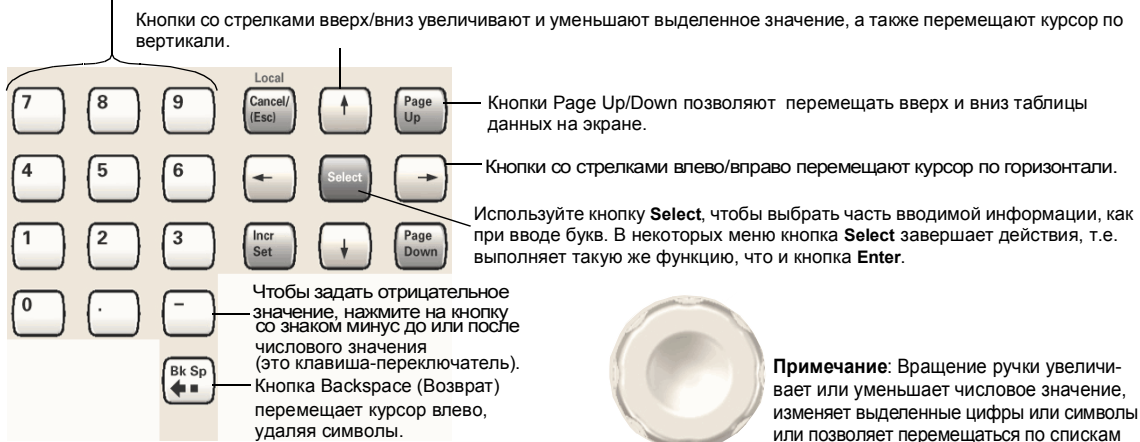 Кнопки со стрелками вверх/вниз увеличивают и уменьшают выделенное значение, а также перемещают курсор по
вертикали.
Local
7
8
9
Cancel/
(Esc)
Page
Up
Кнопки Page Up/Down позволяют перемещать вверх и вниз таблицы
данных на экране.
4
5
6
Select
Кнопки со стрелками влево/вправо перемещают курсор по горизонтали.
Используйте кнопку Select, чтобы выбрать часть вводимой информации, как
при вводе букв. В некоторых меню кнопка Select завершает действия, т.е.
выполняет такую же функцию, что и кнопка Enter.
1
2
3
Incr
Set
Page
Down
0
.
–
Чтобы задать отрицательное
значение, нажмите на кнопку
со знаком минус до или после
числового значения
(это клавиша-переключатель).
Bk Sp
Кнопка Backspace (Возврат)
перемещает курсор влево,
удаляя символы.
Примечание: Вращение ручки увеличи-
вает или уменьшает числовое значение,
изменяет выделенные цифры или символы
или позволяет перемещаться по спискам